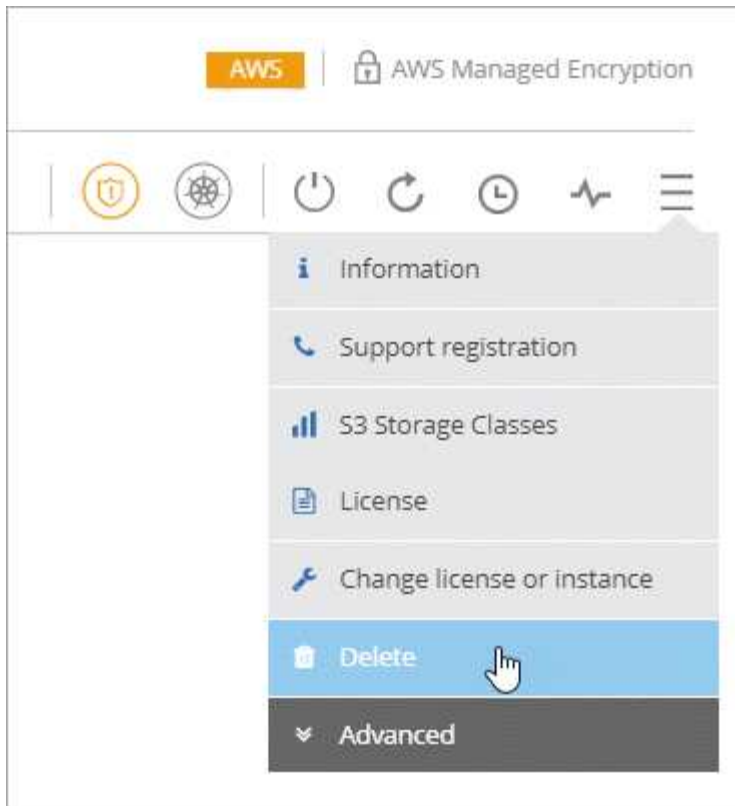 AWS
AWS Managed Encryption
Information
Support registration
S3 Storage Classes
License
Change license or instance
Delete
Advanced